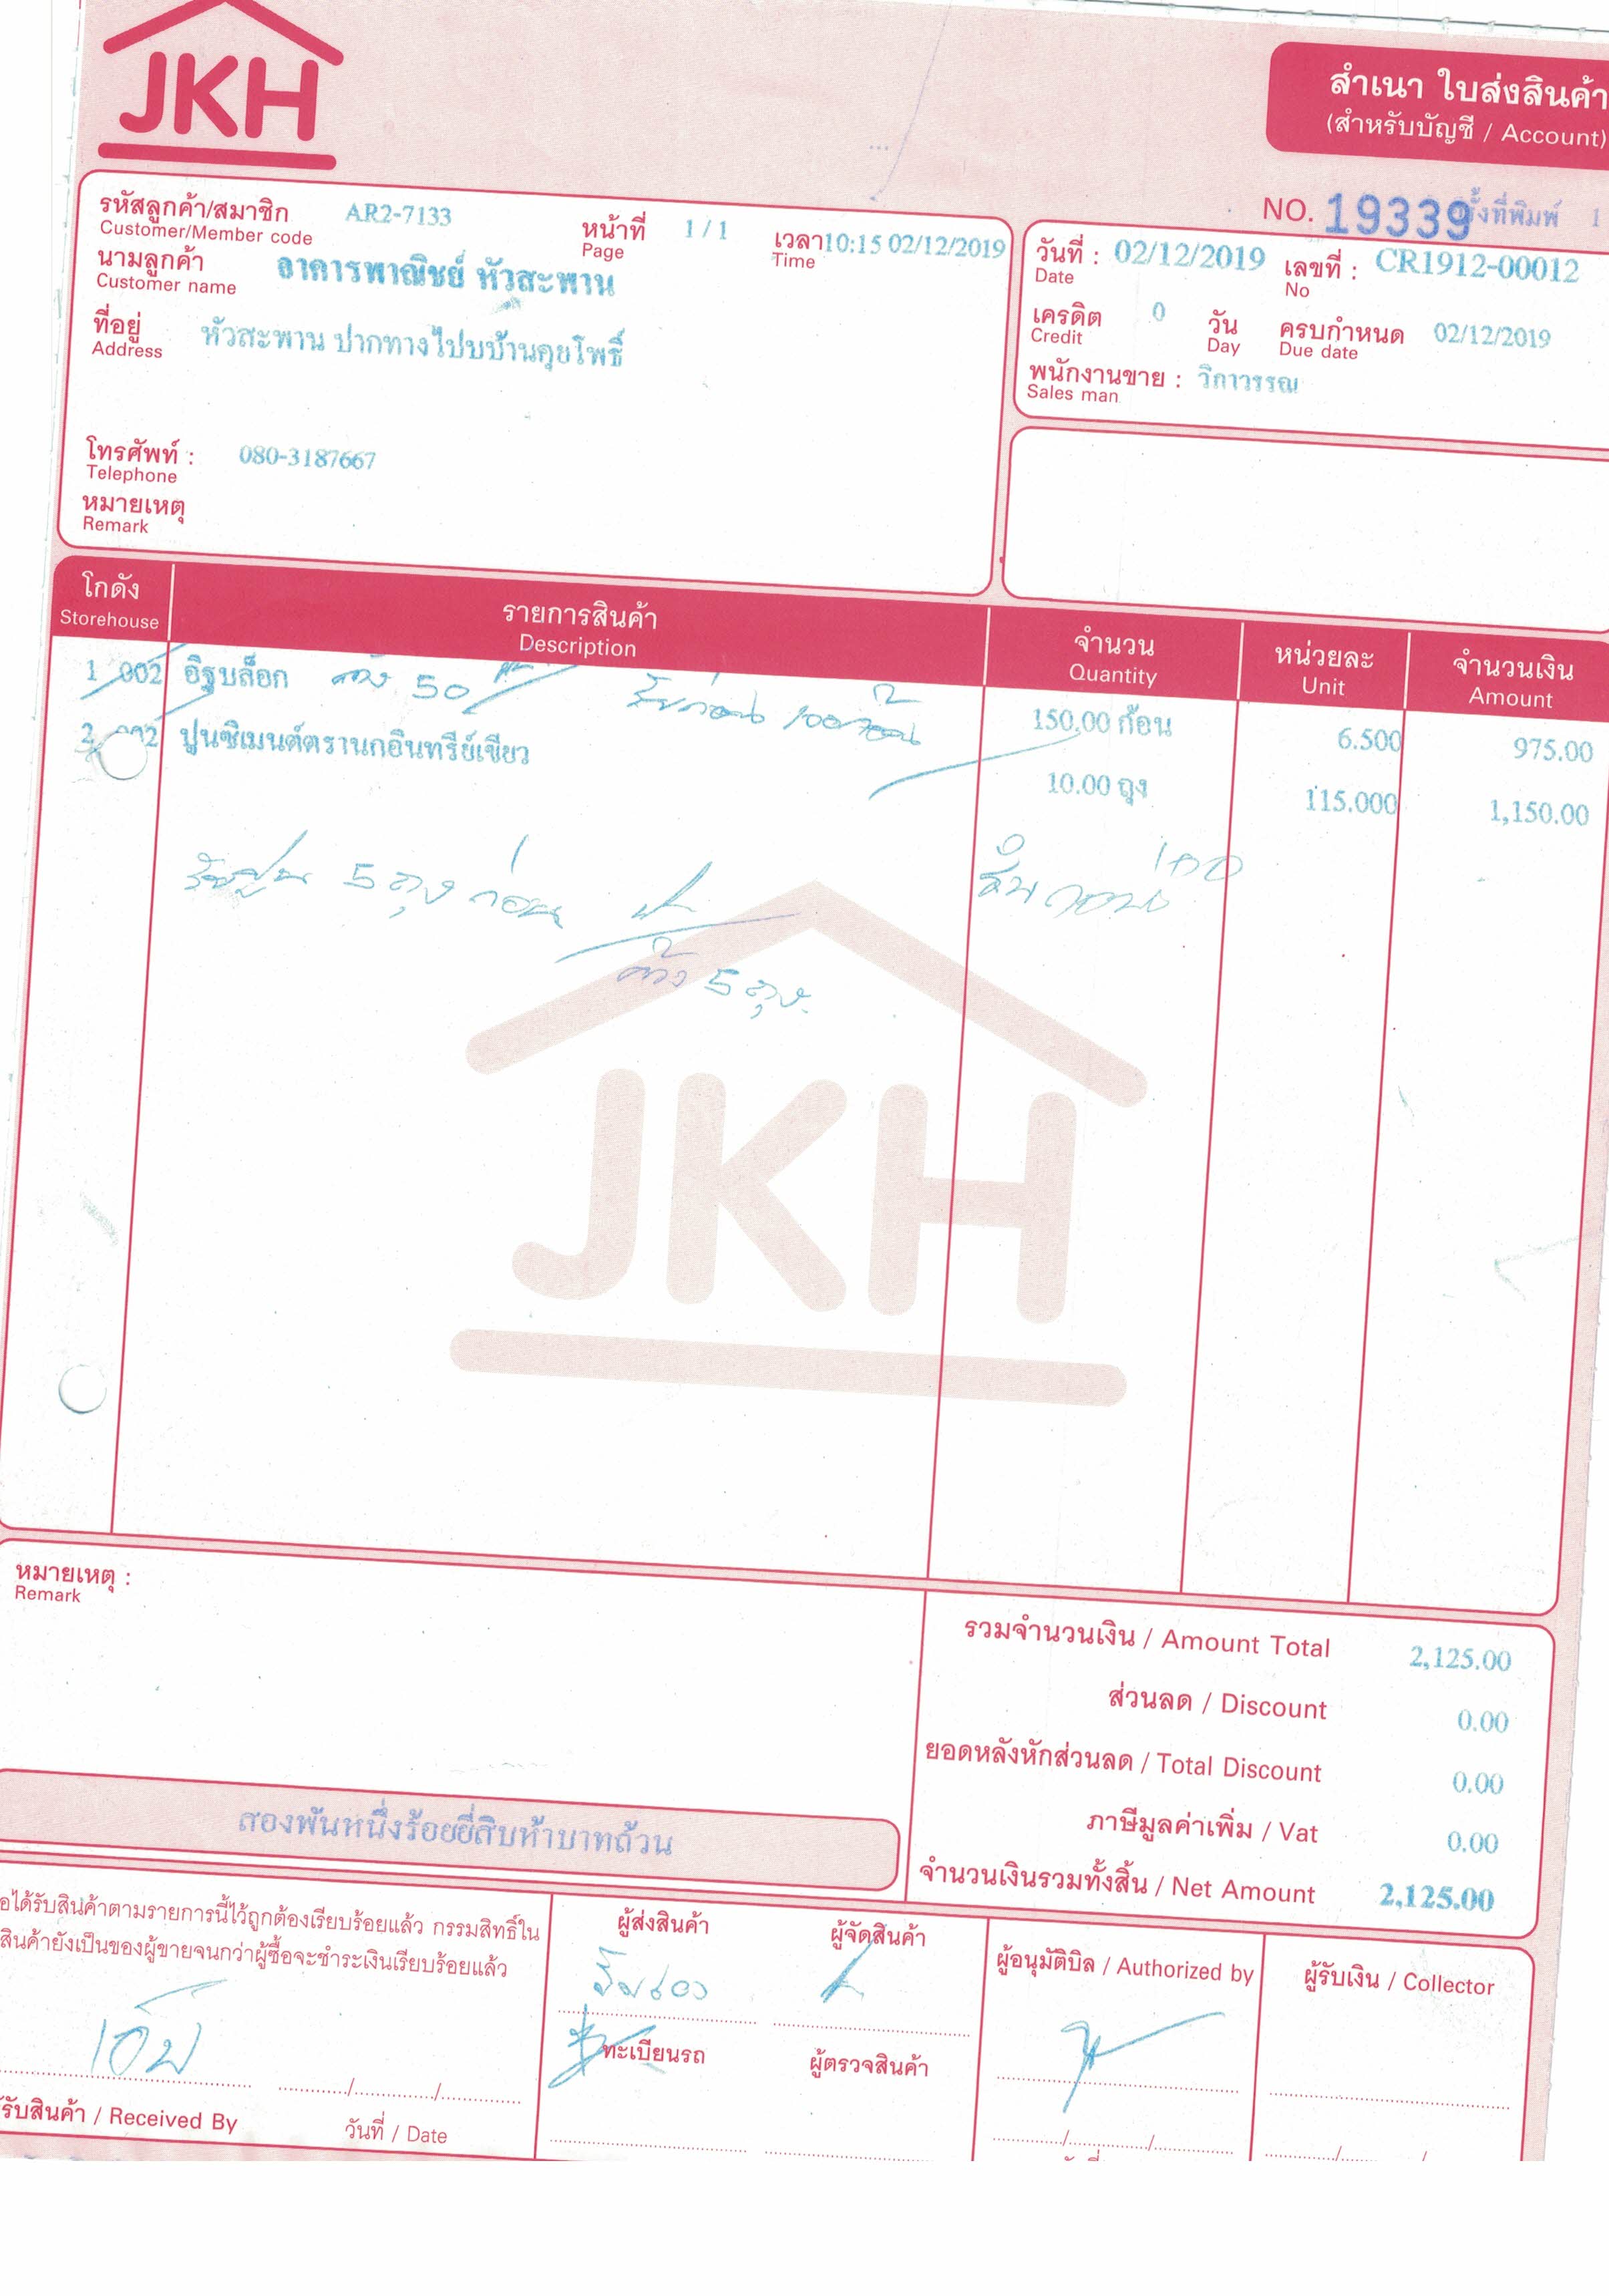 JKH
สำเนา ใบส่งสินค้า
(สำหรับบัญชี / Account)
NO. 19339 ครั้งที่พิมพ์ 1
รหัสลูกค้า/สมาชิก AR2-7133 หน้าที่ 1 / 1 เวลา 10:15 02/12/2019
Customer/Member code Page Time
นามลูกค้า อาคารพาณิชย์ หัวสะพาน
Customer name
ที่อยู่ หัวสะพาน ปากทางไปบบ้านคุยโพธิ์
Address
โทรศัพท์ : 080-3187667
Telephone
หมายเหตุ
Remark
วันที่ : 02/12/2019 เลขที่ : CR1912-00012
Date No
เครดิต 0 วัน ครบกำหนด 02/12/2019
Credit Day Due date
พนักงานขาย : วิภาวรรณ
Sales man
โกดัง รายการสินค้า จำนวน หน่วยละ จำนวนเงิน
Storehouse Description Quantity Unit Amount
1 002 อิฐบล็อก ค้าง 50 รับก่อน 100 ก้อน 150.00 ก้อน 6.500 975.00
2 002 ปูนซิเมนต์ตรานกอินทรีย์เขียว 10.00 ถุง 115.000 1,150.00
รับปูน 5 ถุง ก่อน
ค้าง 5 ถุง
JKH
หมายเหตุ :
Remark
รวมจำนวนเงิน / Amount Total 2,125.00
ส่วนลด / Discount 0.00
ยอดหลังหักส่วนลด / Total Discount 0.00
ภาษีมูลค่าเพิ่ม / Vat 0.00
จำนวนเงินรวมทั้งสิ้น / Net Amount 2,125.00
สองพันหนึ่งร้อยยี่สิบห้าบาทถ้วน
อได้รับสินค้าตามรายการนี้ไว้ถูกต้องเรียบร้อยแล้ว กรรมสิทธิ์ใน
สินค้ายังเป็นของผู้ขายจนกว่าผู้ซื้อจะชำระเงินเรียบร้อยแล้ว
รับสินค้า / Received By วันที่ / Date
ผู้ส่งสินค้า ผู้จัดสินค้า
ทะเบียนรถ ผู้ตรวจสินค้า
ผู้อนุมัติบิล / Authorized by
ผู้รับเงิน / Collector